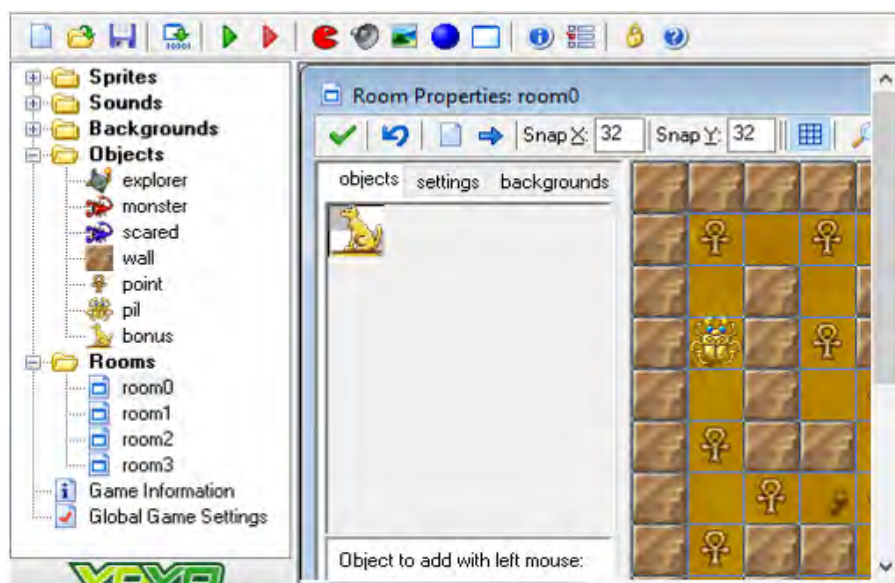 Sprites
Sounds
Backgrounds
Objects
explorer
monster
scared
wall
point
pil
bonus
Rooms
room0
room1
room2
room3
Game Information
Global Game Settings
Room Properties: room0
Snap X: 32 Snap Y: 32
objects settings backgrounds
Object to add with left mouse: